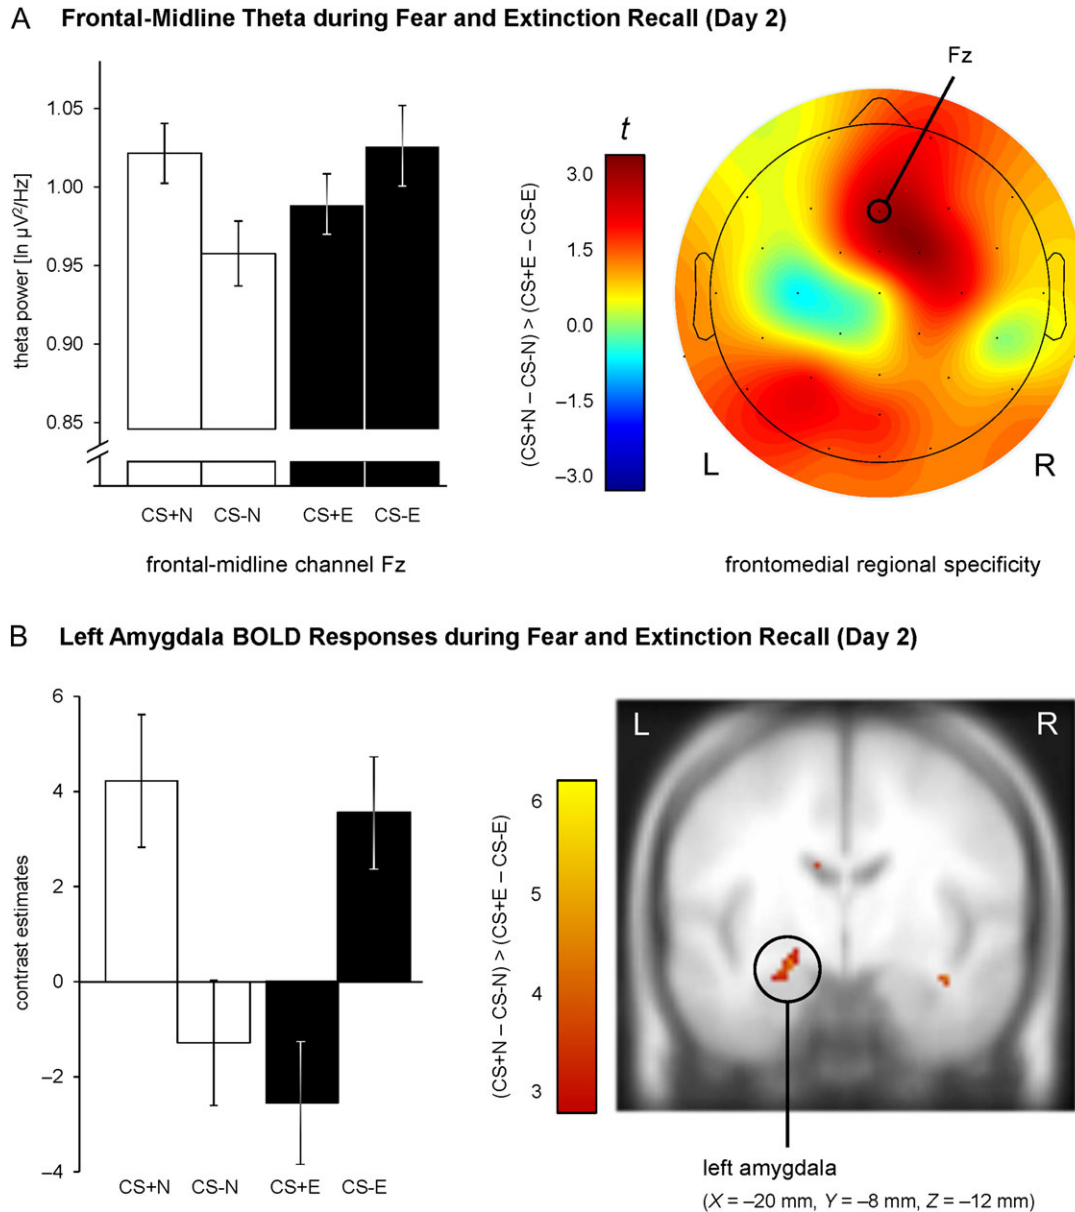 A Frontal-Midline Theta during Fear and Extinction Recall (Day 2)
Fz
t
1.05
1.00
0.95
0.90
0.85
theta power [ln µV²/Hz]
3.0
1.5
0.0
–1.5
–3.0
(CS+N – CS-N) > (CS+E – CS-E)
L R
CS+N CS-N CS+E CS-E
frontal-midline channel Fz
frontomedial regional specificity
B Left Amygdala BOLD Responses during Fear and Extinction Recall (Day 2)
6
4
2
0
–2
–4
contrast estimates
CS+N CS-N CS+E CS-E
6
5
4
3
(CS+N – CS-N) > (CS+E – CS-E)
L R
left amygdala
(X = –20 mm, Y = –8 mm, Z = –12 mm)